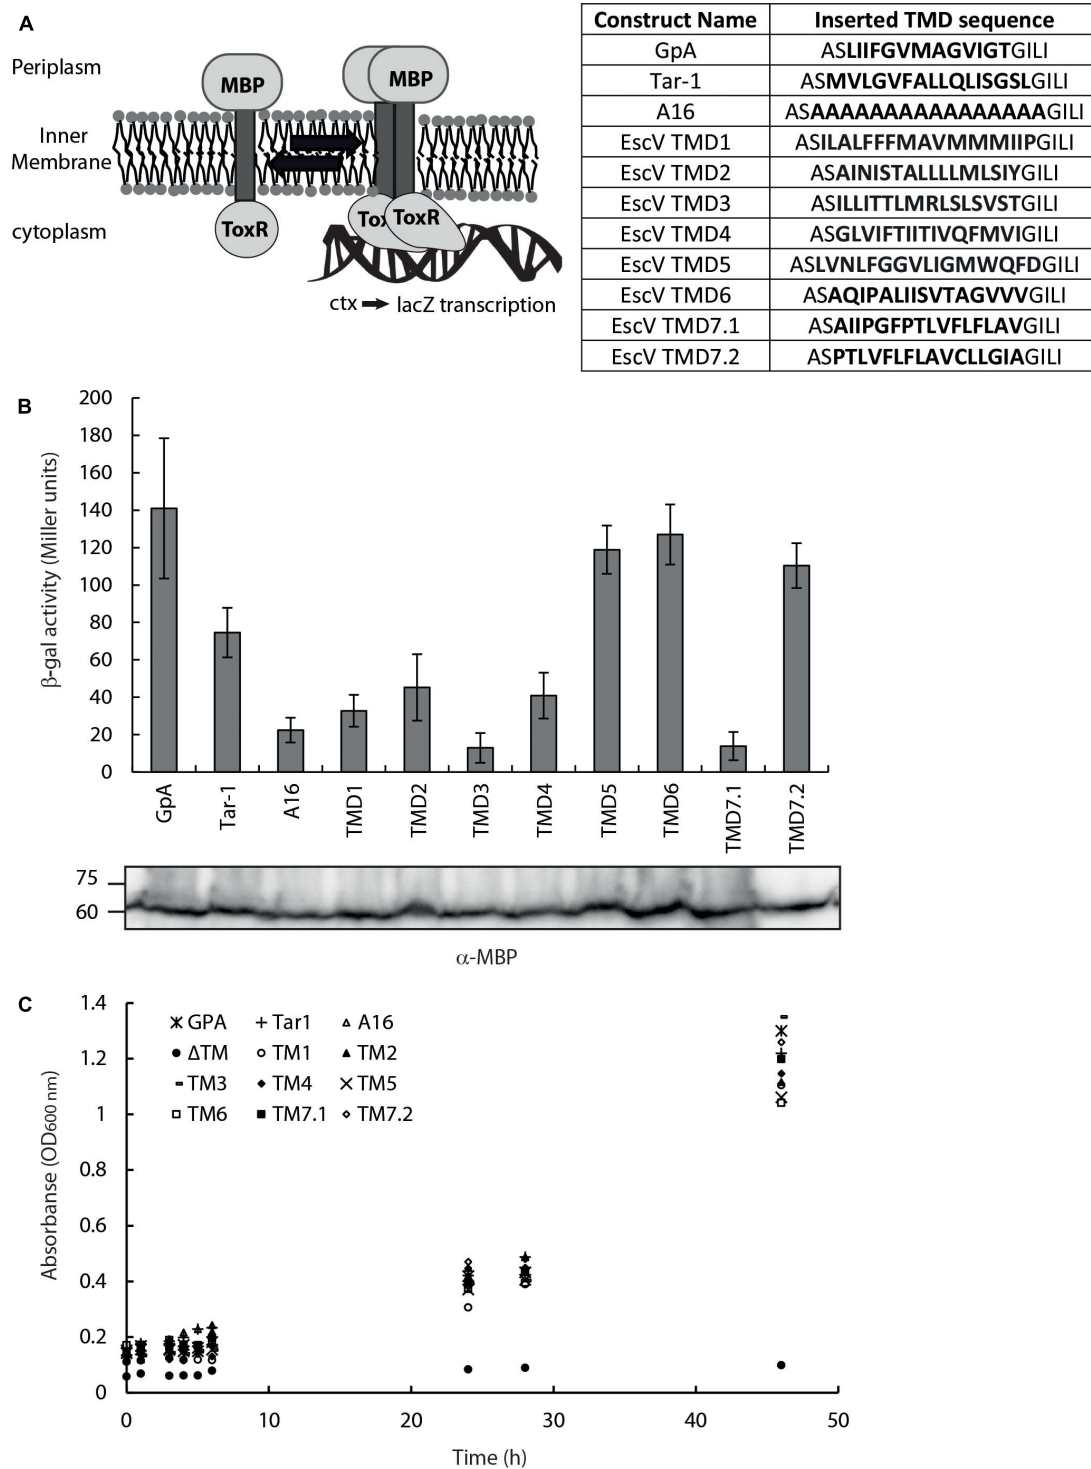 A
Periplasm
Inner
Membrane
cytoplasm
MBP
MBP
ToxR
Tox
ToxR
ctx lacZ transcription
Construct Name Inserted TMD sequence
GpA ASLIIFGVMAGVIGTGILI
Tar-1 ASMVLGVFALLQLISGSLGILI
A16 ASAAAAAAAAAAAAAAAAGILI
EscV TMD1 ASILALFFFMAVMMMIIPGILI
EscV TMD2 ASAINISTALLLLMLSIYGILI
EscV TMD3 ASILLITTLMRLSLSVSTGILI
EscV TMD4 ASGLVIFTIITIVQFMVIGILI
EscV TMD5 ASLVNLFGGVLIGMWQFDGILI
EscV TMD6 ASAQIPALIISVTAGVVVGILI
EscV TMD7.1 ASAIIPGFPTLVFLFLAVGILI
EscV TMD7.2 ASPTLVFLFLAVCLLGIAGILI
B
β-gal activity (Miller units)
200
180
160
140
120
100
80
60
40
20
0
GpA
Tar-1
A16
TMD1
TMD2
TMD3
TMD4
TMD5
TMD6
TMD7.1
TMD7.2
75
60
α-MBP
C
Absorbanse (OD600 nm)
1.4
1.2
1
0.8
0.6
0.4
0.2
0
GPA Tar1 A16
ΔTM TM1 TM2
TM3 TM4 TM5
TM6 TM7.1 TM7.2
0 10 20 30 40 50
Time (h)